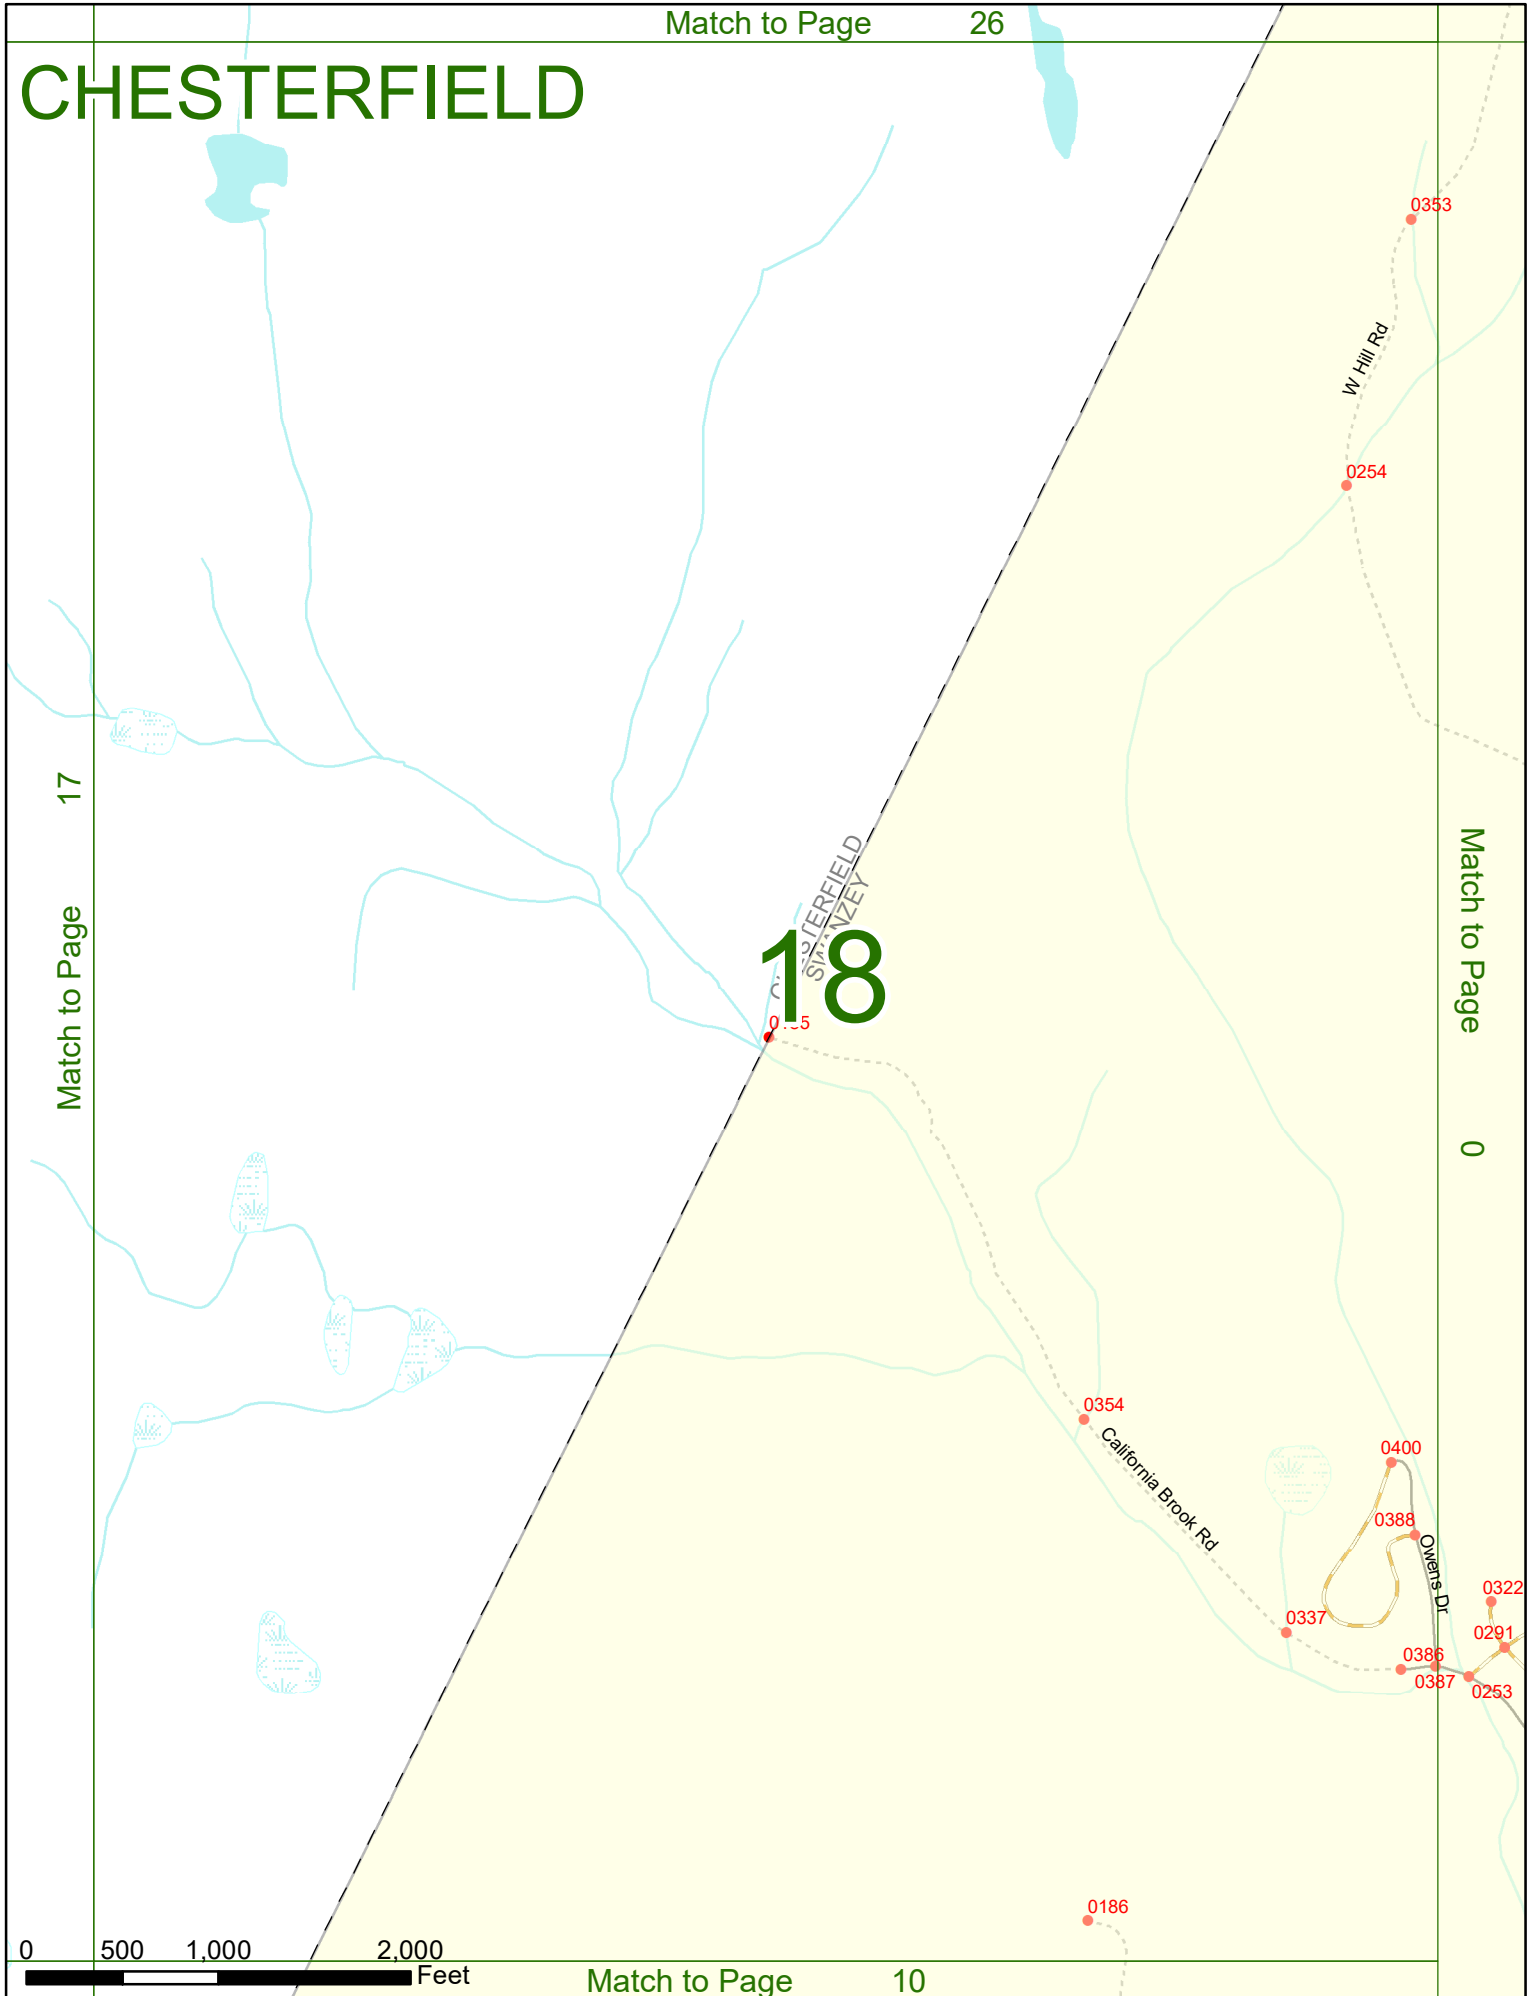 Match to Page 26
CHESTERFIELD
0353
W Hill Rd
0254
Match to Page 17
Match to Page 0
SWANZEY
18
0354
California Brook Rd
0400
0388
Owens Dr
0322
0337
0291
0386
0387
0253
0186
0 500 1,000 2,000
Feet
Match to Page 10